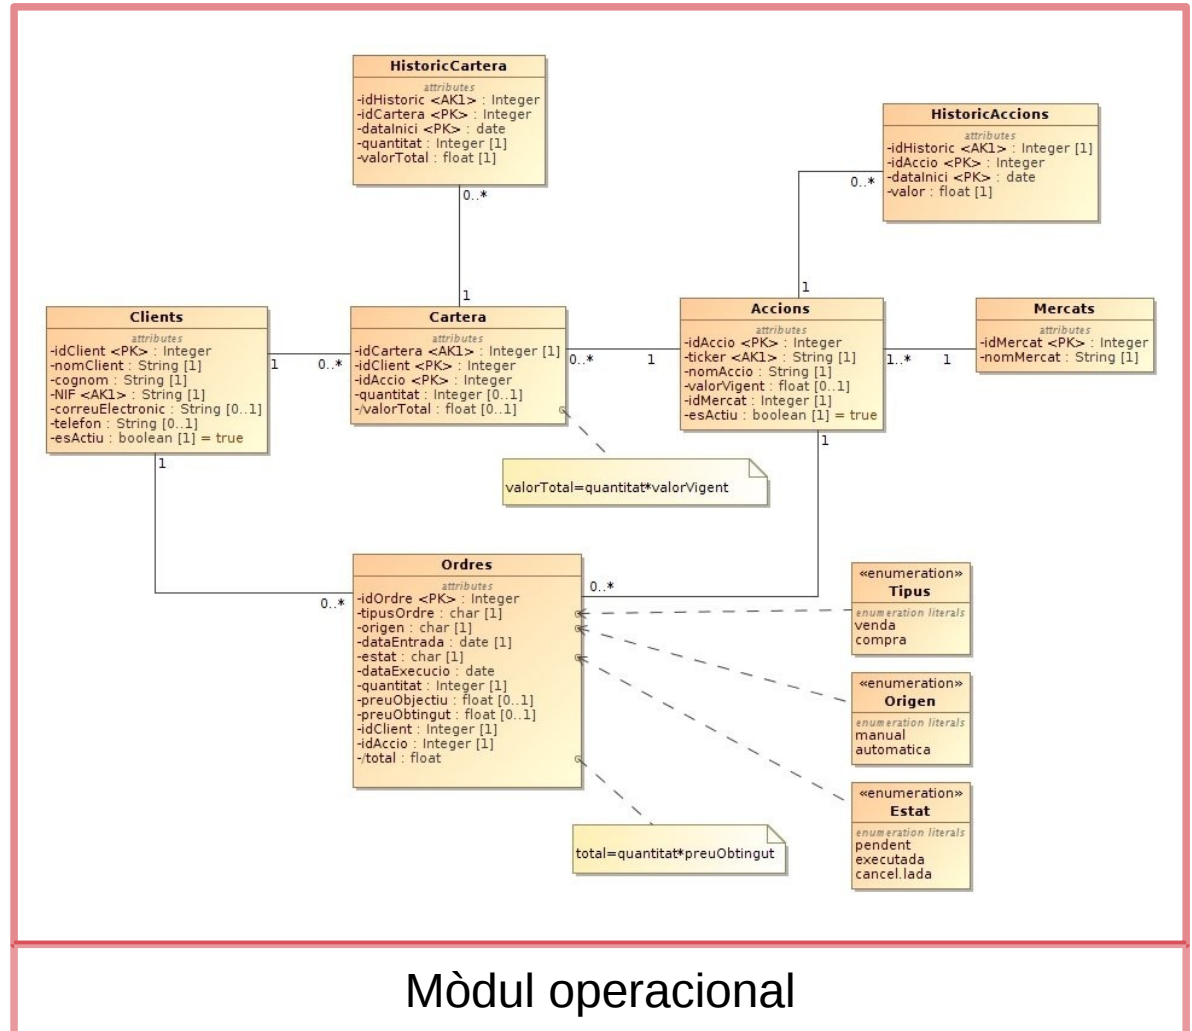 HistoricCartera
attributes
-idHistoric <AK1> : Integer
-idCartera <PK> : Integer
-dataInici <PK> : date
-quantitat : Integer [1]
-valorTotal : float [1]
HistoricAccions
attributes
-idHistoric <AK1> : Integer [1]
-idAccio <PK> : Integer
-dataInici <PK> : date
-valor : float [1]
0..*
0..*
1
1
Clients
attributes
-idClient <PK> : Integer
-nomClient : String [1]
-cognom : String [1]
-NIF <AK1> : String [1]
-correuElectronic : String [0..1]
-telefon : String [0..1]
-esActiu : boolean [1] = true
1
0..*
Cartera
attributes
-idCartera <AK1> : Integer [1]
-idClient <PK> : Integer
-idAccio <PK> : Integer
-quantitat : Integer [0..1]
-/valorTotal : float [0..1]
0..*
1
Accions
attributes
-idAccio <PK> : Integer
-ticker <AK1> : String [1]
-nomAccio : String [1]
-valorVigent : float [0..1]
-idMercat : Integer [1]
-esActiu : boolean [1] = true
1..*
1
Mercats
attributes
-idMercat <PK> : Integer
-nomMercat : String [1]
valorTotal=quantitat*valorVigent
1
1
0..*
0..*
Ordres
attributes
-idOrdre <PK> : Integer
-tipusOrdre : char [1]
-origen : char [1]
-dataEntrada : date [1]
-estat : char [1]
-dataExecucio : date
-quantitat : Integer [1]
-preuObjectiu : float [0..1]
-preuObtingut : float [0..1]
-idClient : Integer [1]
-idAccio : Integer [1]
-/total : float
«enumeration»
Tipus
enumeration literals
venda
compra
«enumeration»
Origen
enumeration literals
manual
automatica
«enumeration»
Estat
enumeration literals
pendent
executada
cancel.lada
total=quantitat*preuObtingut
Mòdul operacional